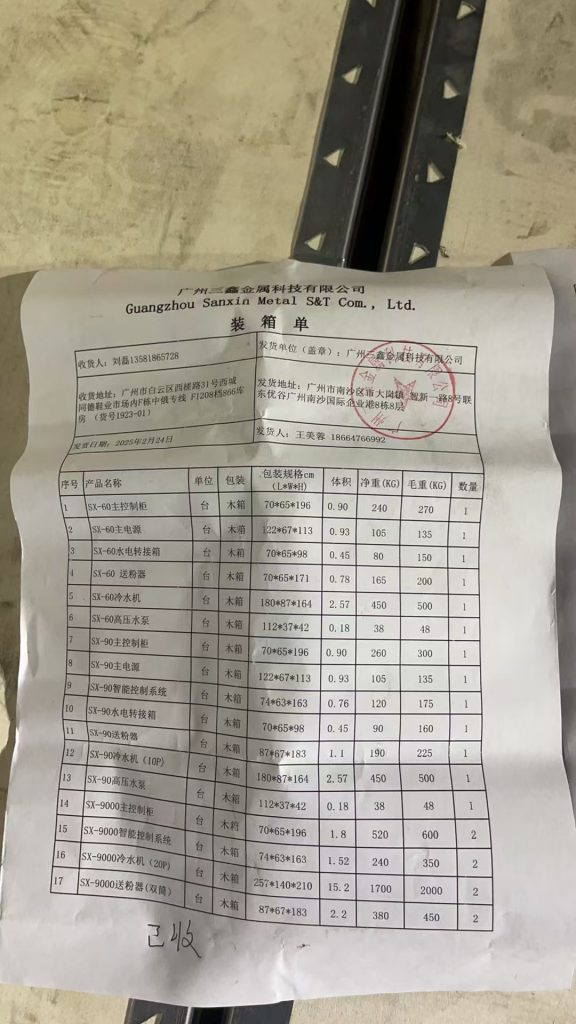 广州三鑫金属科技有限公司
Guangzhou Sanxin Metal S&T Com., Ltd.
装 箱 单
收货人：刘磊13581865728
发货单位（盖章）：广州三鑫金属科技有限公司
收货地址：广州市白云区西槎路31号西城
同德鞋业市场内F栋中俄专线 F1208档866库
房 （货号1923-01）
发货地址：广州市南沙区 大岗镇 智新一路8号联
东优谷广州南沙国际企业港8栋8层
发货日期：2025年2月24日
发货人：王美蓉 18664766992
序号 产品名称 单位 包装 包装规格cm (L*W*H) 体积 净重(KG) 毛重(KG) 数量
1 SX-60主控制柜 台 木箱 70*65*196 0.90 240 270 1
2 SX-60主电源 台 木箱 122*67*113 0.93 105 135 1
3 SX-60水电转接箱 台 木箱 70*65*98 0.45 80 150 1
4 SX-60 送粉器 台 木箱 70*65*171 0.78 165 200 1
5 SX-60冷水机 台 木箱 180*87*164 2.57 450 500 1
6 SX-60高压水泵 台 木箱 112*37*42 0.18 38 48 1
7 SX-90主控制柜 台 木箱 70*65*196 0.90 260 300 1
8 SX-90主电源 台 木箱 122*67*113 0.93 105 135 1
9 SX-90智能控制系统 台 木箱 74*63*163 0.76 120 175 1
10 SX-90水电转接箱 台 木箱 70*65*98 0.45 90 160 1
11 SX-90送粉器 台 木箱 87*67*183 1.1 190 225 1
12 SX-90冷水机（10P） 台 木箱 180*87*164 2.57 450 500 1
13 SX-90高压水泵 台 木箱 112*37*42 0.18 38 48 1
14 SX-9000主控制柜 台 木箱 70*65*196 1.8 520 600 2
15 SX-9000智能控制系统 台 木箱 74*63*163 1.52 240 350 2
16 SX-9000冷水机（20P） 台 木箱 257*140*210 15.2 1700 2000 2
17 SX-9000送粉器（双筒） 台 木箱 87*67*183 2.2 380 450 2
已收